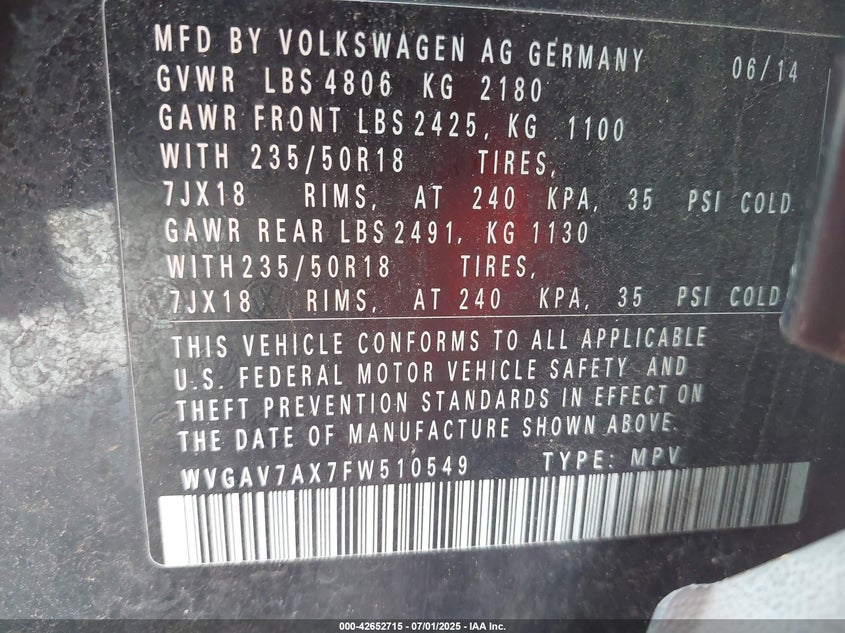 MFD BY VOLKSWAGEN AG GERMANY 06/14
GVWR LBS 4806 KG 2180
GAWR FRONT LBS 2425, KG 1100
WITH 235/50R18 TIRES,
7JX18 RIMS, AT 240 KPA, 35 PSI COLD
GAWR REAR LBS 2491, KG 1130
WITH 235/50R18 TIRES,
7JX18 RIMS, AT 240 KPA, 35 PSI COLD
THIS VEHICLE CONFORMS TO ALL APPLICABLE
U.S. FEDERAL MOTOR VEHICLE SAFETY AND
THEFT PREVENTION STANDARDS IN EFFECT ON
THE DATE OF MANUFACTURE SHOWN ABOVE.
WVGAV7AX7FW510549 TYPE: MPV
000-42652715 - 07/01/2025 - IAA Inc.